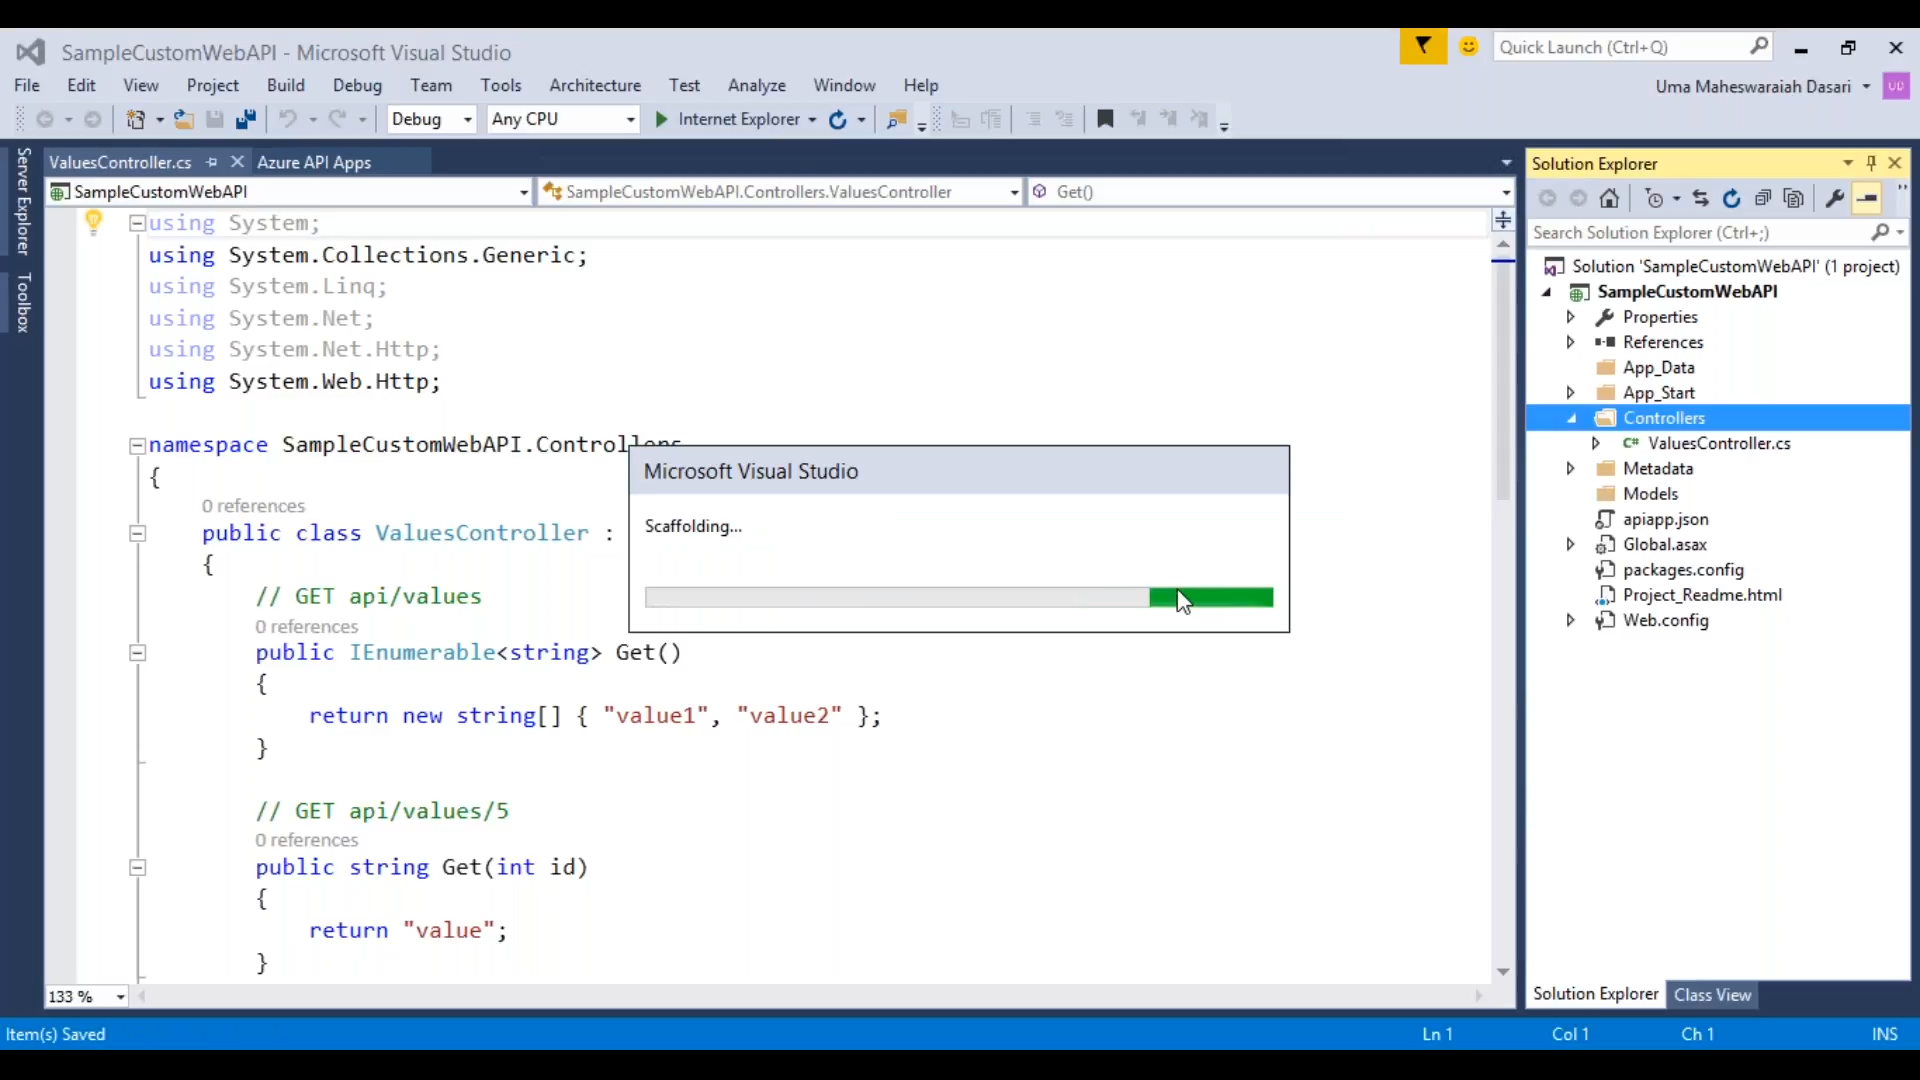 SampleCustomWebAPI - Microsoft Visual Studio
Quick Launch (Ctrl+Q)
File Edit View Project Build Debug Team Tools Architecture Test Analyze Window Help
Uma Maheswaraiah Dasari UD
Debug Any CPU Internet Explorer
Server Explorer
Toolbox
ValuesController.cs Azure API Apps
SampleCustomWebAPI SampleCustomWebAPI.Controllers.ValuesController Get()
using System;
using System.Collections.Generic;
using System.Linq;
using System.Net;
using System.Net.Http;
using System.Web.Http;
namespace SampleCustomWebAPI.Controllers
{
0 references
public class ValuesController :
{
// GET api/values
0 references
public IEnumerable<string> Get()
{
return new string[] { "value1", "value2" };
}
// GET api/values/5
0 references
public string Get(int id)
{
return "value";
}
133 %
Microsoft Visual Studio
Scaffolding...
Solution Explorer
Search Solution Explorer (Ctrl+;)
Solution 'SampleCustomWebAPI' (1 project)
SampleCustomWebAPI
Properties
References
App_Data
App_Start
Controllers
C# ValuesController.cs
Metadata
Models
apiapp.json
Global.asax
packages.config
Project_Readme.html
Web.config
Solution Explorer Class View
Item(s) Saved Ln 1 Col 1 Ch 1 INS